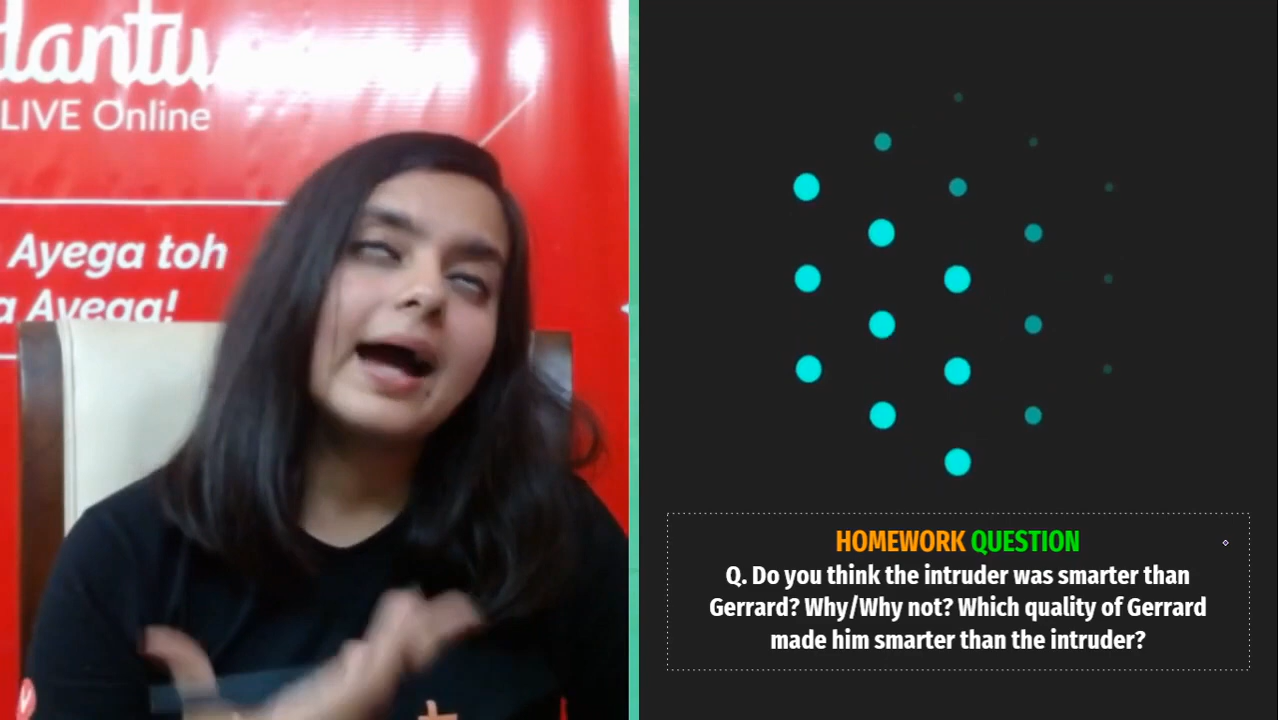 LIVE Online
Ayega toh
HOMEWORK QUESTION
Q. Do you think the intruder was smarter than
Gerrard? Why/Why not? Which quality of Gerrard
made him smarter than the intruder?